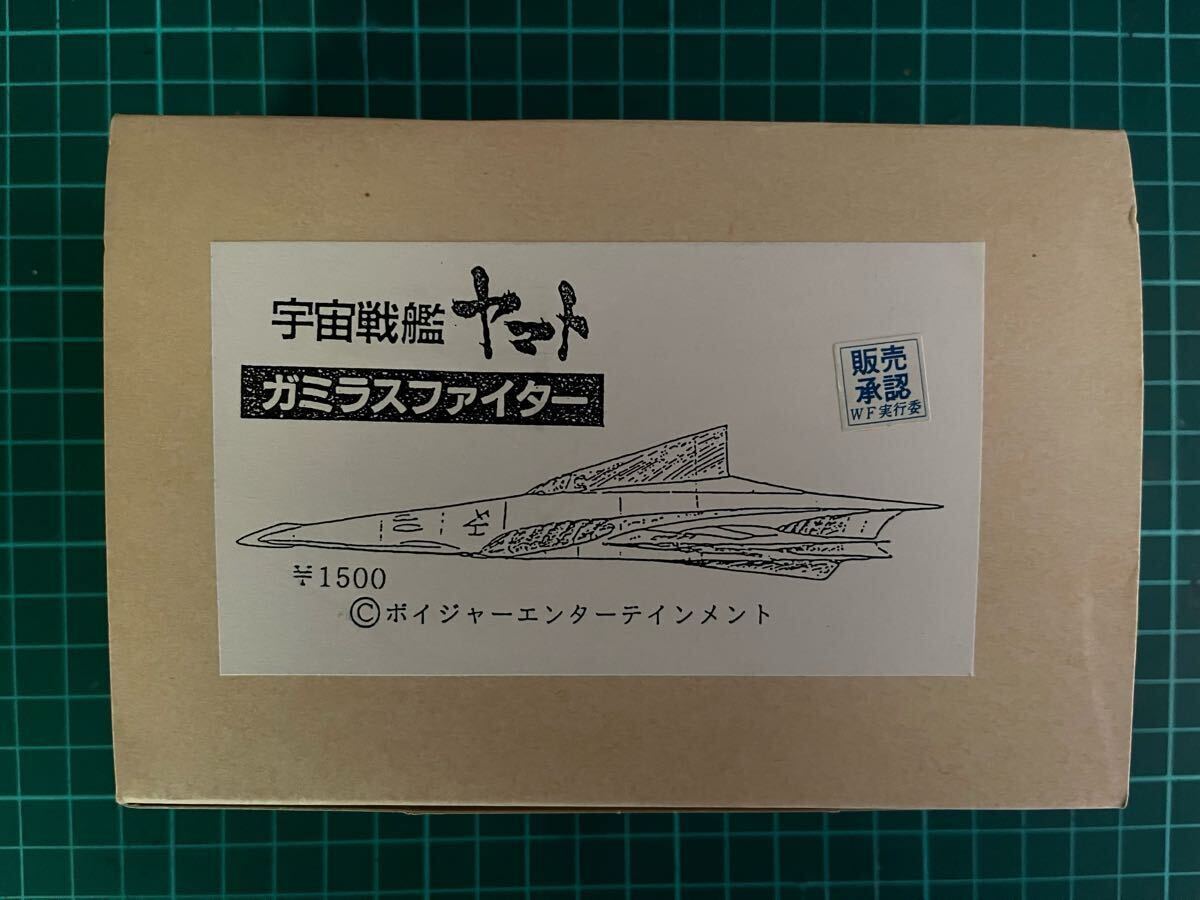 宇宙戦艦ヤマト
ガミラスファイター
販売
承認
WF実行委
¥1500
©ボイジャーエンターテインメント